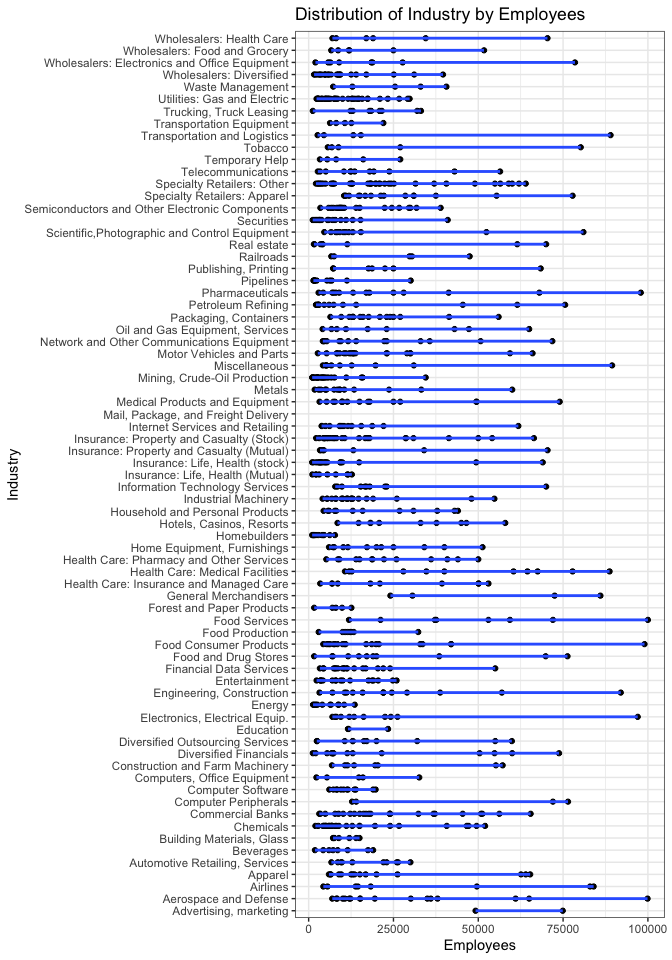 Distribution of Industry by Employees
Wholesalers: Health Care
Wholesalers: Food and Grocery
Wholesalers: Electronics and Office Equipment
Wholesalers: Diversified
Waste Management
Utilities: Gas and Electric
Trucking, Truck Leasing
Transportation Equipment
Transportation and Logistics
Tobacco
Temporary Help
Telecommunications
Specialty Retailers: Other
Specialty Retailers: Apparel
Semiconductors and Other Electronic Components
Securities
Scientific,Photographic and Control Equipment
Real estate
Railroads
Publishing, Printing
Pipelines
Pharmaceuticals
Petroleum Refining
Packaging, Containers
Oil and Gas Equipment, Services
Network and Other Communications Equipment
Motor Vehicles and Parts
Miscellaneous
Mining, Crude-Oil Production
Metals
Medical Products and Equipment
Mail, Package, and Freight Delivery
Internet Services and Retailing
Insurance: Property and Casualty (Stock)
Insurance: Property and Casualty (Mutual)
Insurance: Life, Health (stock)
Insurance: Life, Health (Mutual)
Information Technology Services
Industrial Machinery
Household and Personal Products
Hotels, Casinos, Resorts
Homebuilders
Home Equipment, Furnishings
Health Care: Pharmacy and Other Services
Health Care: Medical Facilities
Health Care: Insurance and Managed Care
General Merchandisers
Forest and Paper Products
Food Services
Food Production
Food Consumer Products
Food and Drug Stores
Financial Data Services
Entertainment
Engineering, Construction
Energy
Electronics, Electrical Equip.
Education
Diversified Outsourcing Services
Diversified Financials
Construction and Farm Machinery
Computers, Office Equipment
Computer Software
Computer Peripherals
Commercial Banks
Chemicals
Building Materials, Glass
Beverages
Automotive Retailing, Services
Apparel
Airlines
Aerospace and Defense
Advertising, marketing
Industry
0 25000 50000 75000 100000
Employees